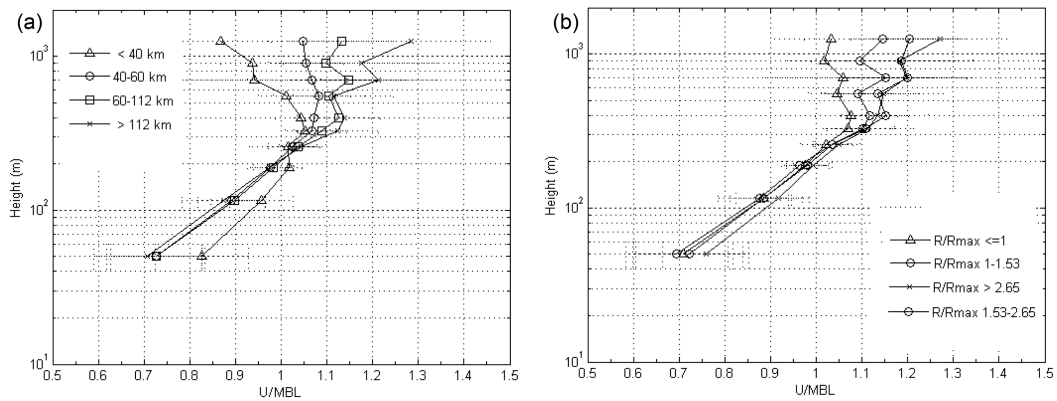 (a)
< 40 km
40-60 km
60-112 km
> 112 km
Height (m)
10³
10²
10¹
0.5 0.6 0.7 0.8 0.9 1 1.1 1.2 1.3 1.4 1.5
U/MBL
(b)
R/Rmax <=1
R/Rmax 1-1.53
R/Rmax > 2.65
R/Rmax 1.53-2.65
Height (m)
10³
10²
10¹
0.5 0.6 0.7 0.8 0.9 1 1.1 1.2 1.3 1.4 1.5
U/MBL